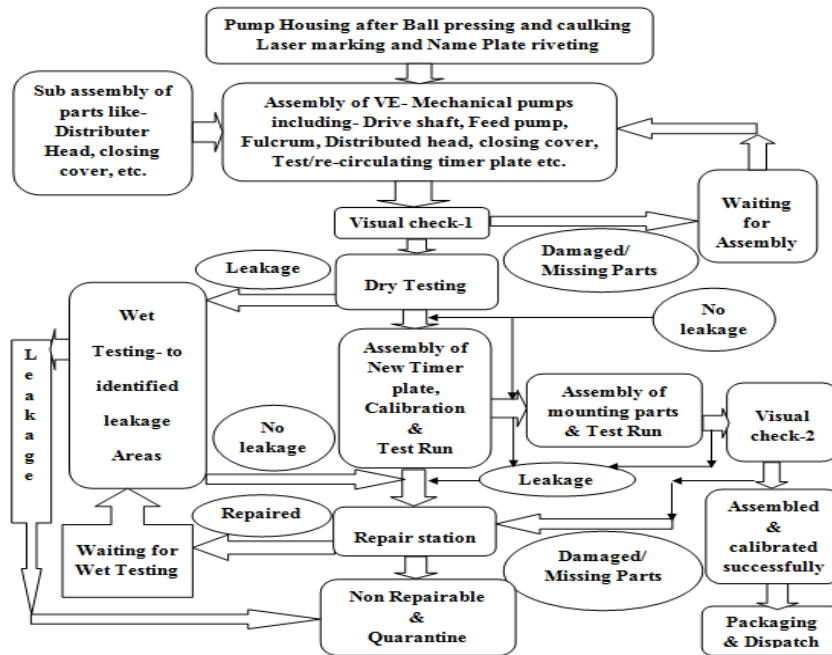 Pump Housing after Ball pressing and caulking
Laser marking and Name Plate riveting
Sub assembly of
parts like-
Distributer
Head, closing
cover, etc.
Assembly of VE- Mechanical pumps
including- Drive shaft, Feed pump,
Fulcrum, Distributed head, closing cover,
Test/re-circulating timer plate etc.
Waiting
for
Assembly
Visual check-1
Damaged/
Missing Parts
Leakage
Dry Testing
No
leakage
Wet
Testing- to
identified
leakage
Areas
Leakage
Assembly of
New Timer
plate,
Calibration
&
Test Run
Assembly of
mounting parts
& Test Run
Visual
check-2
No
leakage
Leakage
Repaired
Waiting for
Wet Testing
Repair station
Damaged/
Missing Parts
Assembled
&
calibrated
successfully
Non Repairable
&
Quarantine
Packaging
& Dispatch